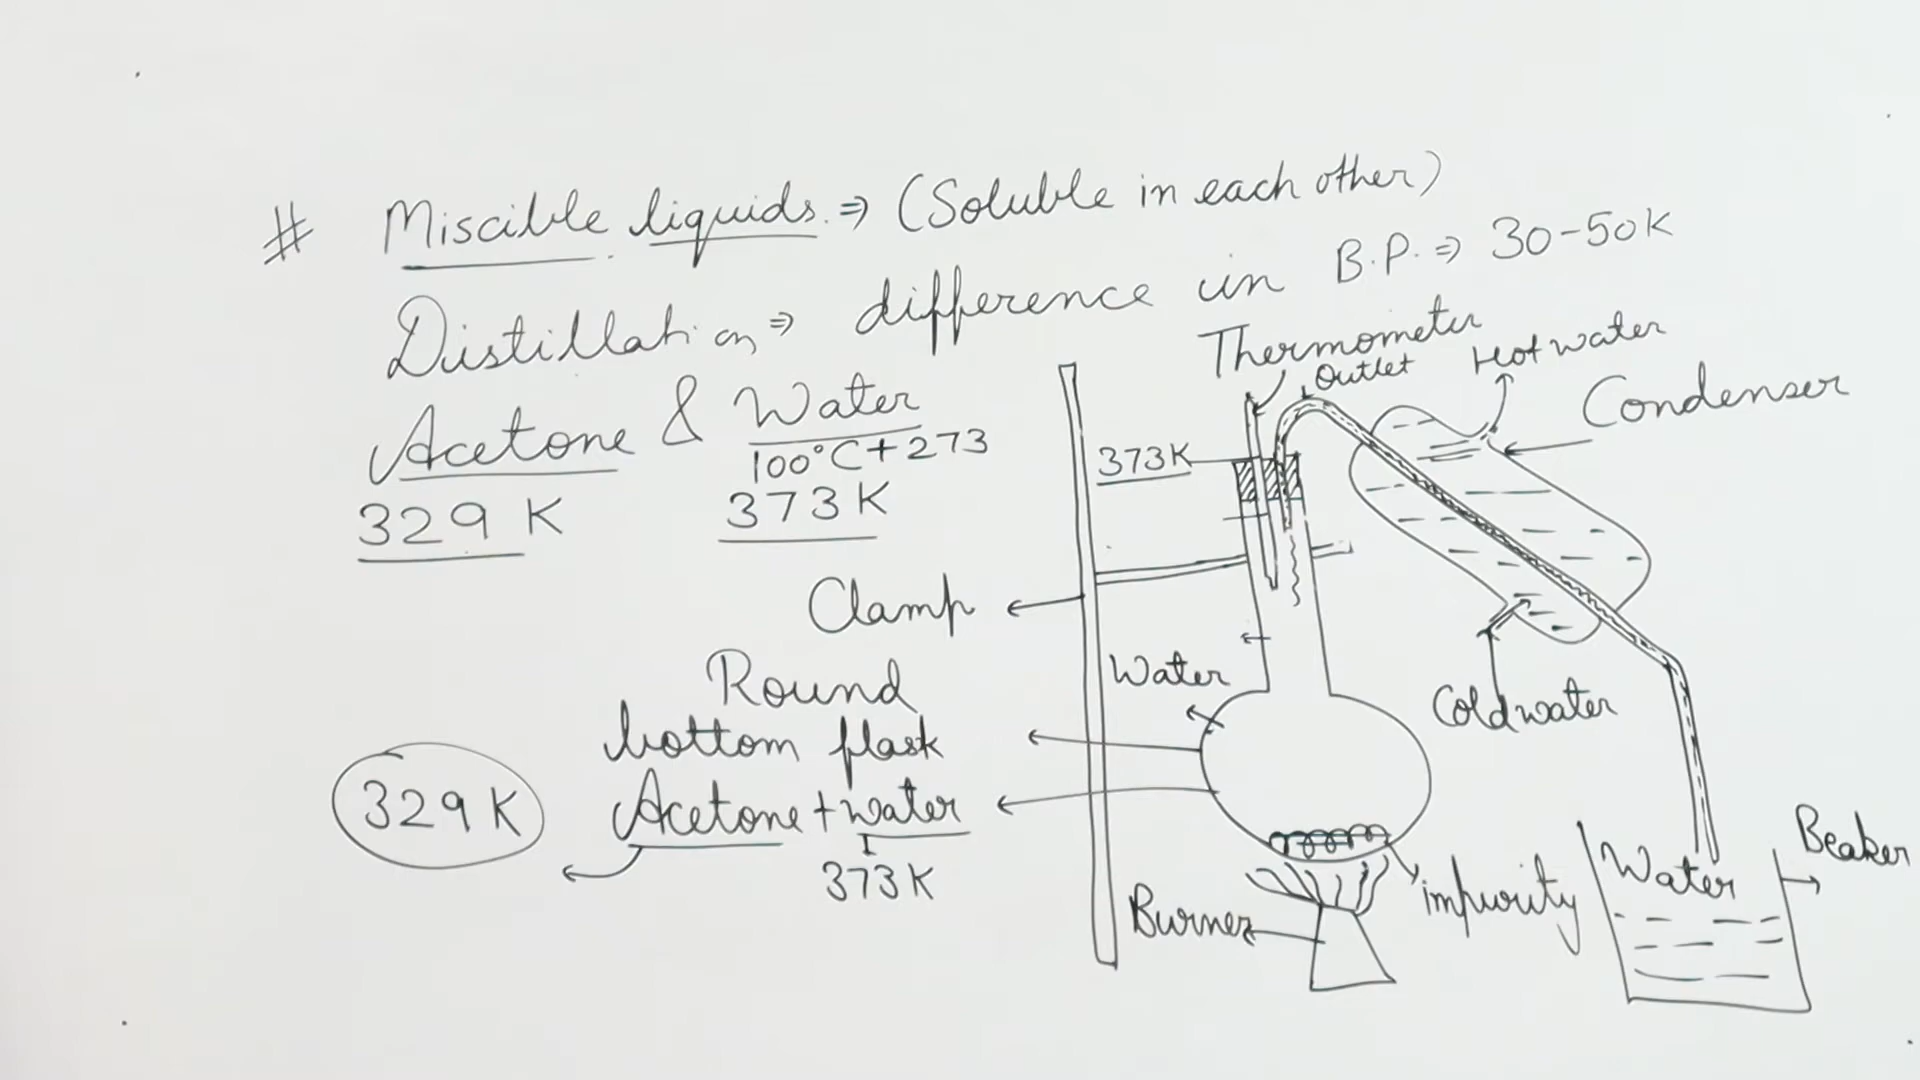 # Miscible liquids. ⇒ (Soluble in each other)
Distillation ⇒ difference in B.P. ⇒ 30-50K
Acetone & Water
100°C+273
329 K 373 K
Thermometer
Outlet
Hot water
Condenser
373K
Clamp
Water
Cold water
Round
bottom flask
329 K
Acetone + water
373 K
Burner
impurity
Water
Beaker